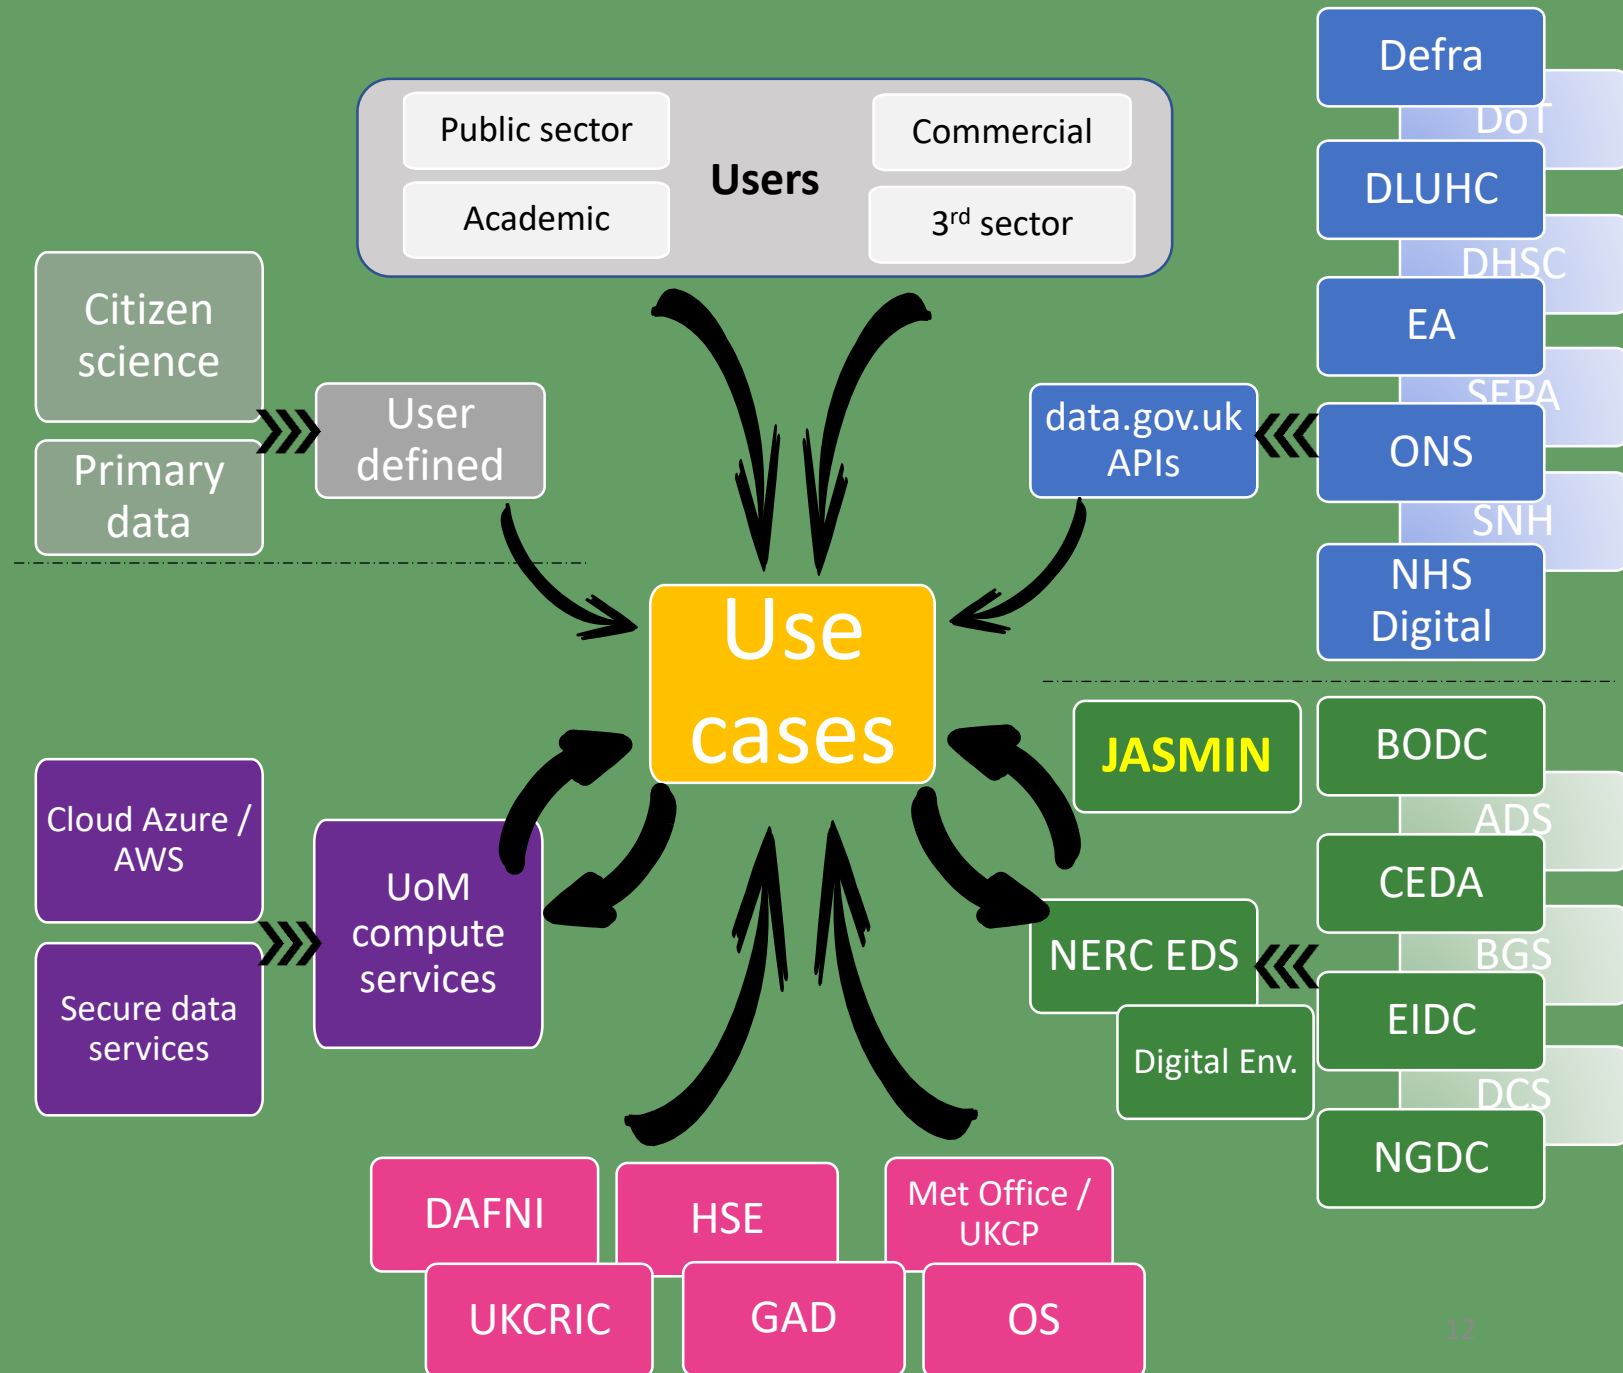 Public sector
Academic
Users
Commercial
3rd sector
Citizen
science
Primary
data
User
defined
data.gov.uk
APIs
Defra
DoT
DLUHC
DHSC
EA
SEPA
ONS
SNH
NHS
Digital
Use
cases
Cloud Azure /
AWS
Secure data
services
UoM
compute
services
JASMIN
NERC EDS
Digital Env.
BODC
ADS
CEDA
BGS
EIDC
DCS
NGDC
DAFNI
HSE
Met Office /
UKCP
UKCRIC
GAD
OS
12